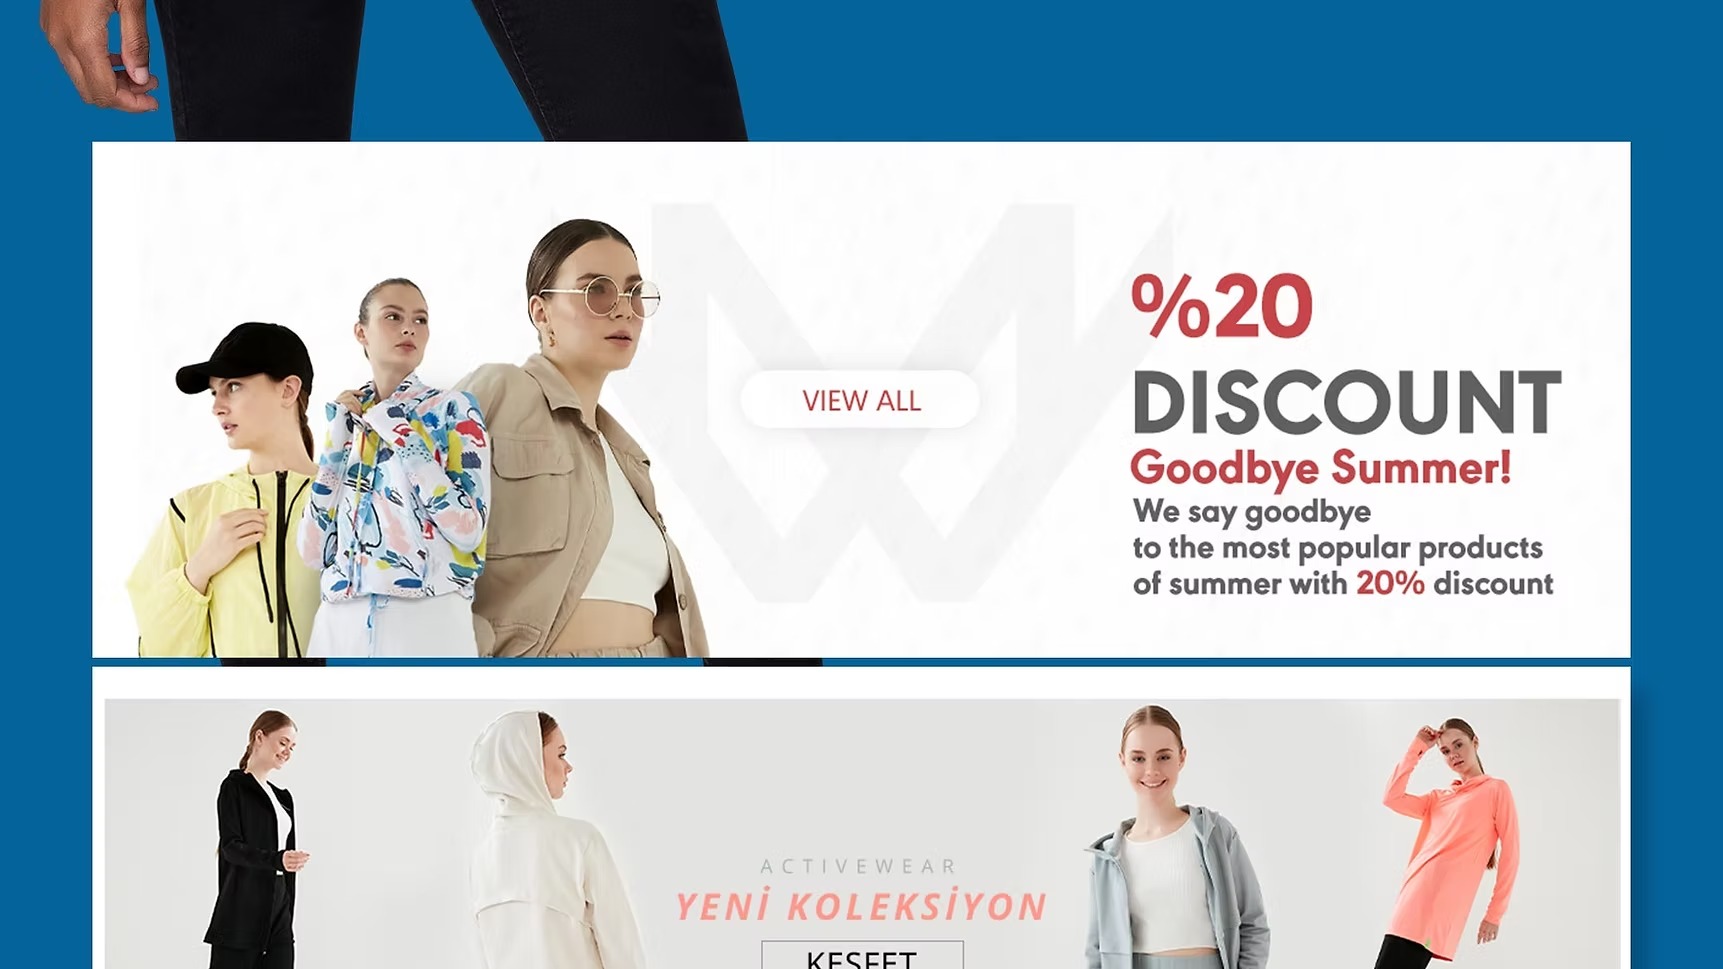 VIEW ALL
%20
DISCOUNT
Goodbye Summer!
We say goodbye
to the most popular products
of summer with 20% discount
ACTIVEWEAR
YENİ KOLEKSİYON
KEŞFET